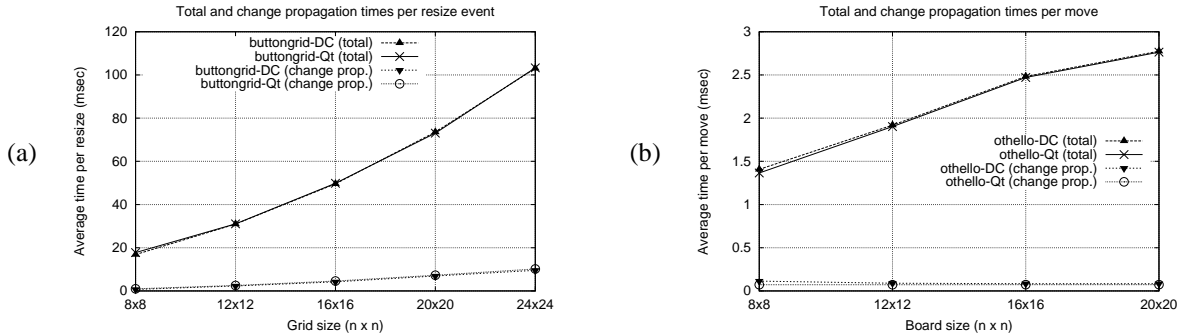 (a)
Total and change propagation times per resize event
Average time per resize (msec)
120
100
80
60
40
20
0
buttongrid-DC (total)
buttongrid-Qt (total)
buttongrid-DC (change prop.)
buttongrid-Qt (change prop.)
8x8
12x12
16x16
20x20
24x24
Grid size (n x n)
(b)
Total and change propagation times per move
Average time per move (msec)
3
2.5
2
1.5
1
0.5
0
othello-DC (total)
othello-Qt (total)
othello-DC (change prop.)
othello-Qt (change prop.)
8x8
12x12
16x16
20x20
Board size (n x n)